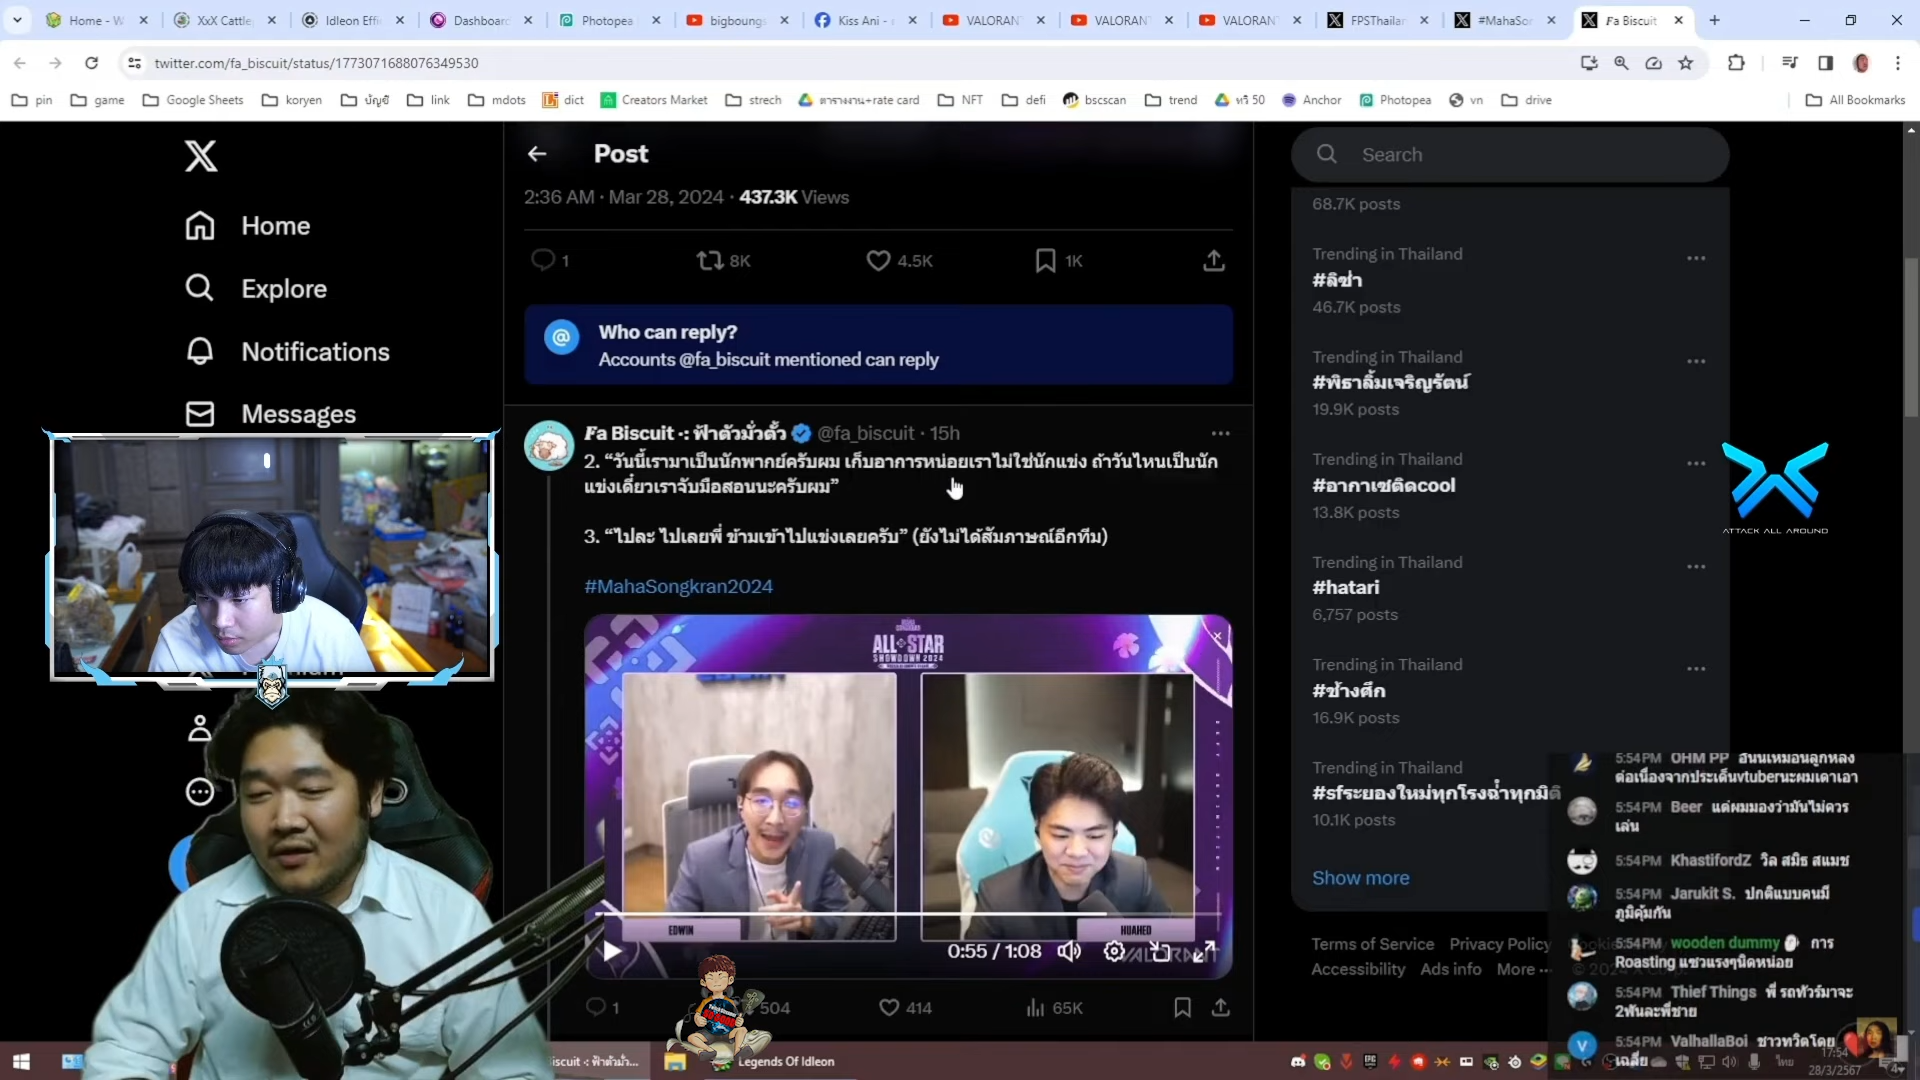 Home - W
XxX Cattle
Idleon Effi
Dashboard
Photopea
bigboungs
Kiss Ani -
VALORAN
VALORAN
VALORAN
FPSThailan
#MahaSon
Fa Biscuit
twitter.com/fa_biscuit/status/1773071688076349530
pin
game
Google Sheets
koryen
บัญชี
link
mdots
dict
Creators Market
strech
ตารางงาน+rate card
NFT
defi
bscscan
trend
ทวิ 50
Anchor
Photopea
vn
drive
All Bookmarks
Home
Explore
Notifications
Messages
Post
2:36 AM · Mar 28, 2024 · 437.3K Views
1
8K
4.5K
1K
Who can reply?
Accounts @fa_biscuit mentioned can reply
Fa Biscuit ·: ฟ้าตัวมั่วตั้ว @fa_biscuit · 15h
2. “วันนี้เรามาเป็นนักพากย์ครับผม เก็บอาการหน่อยเราไม่ใช่นักแข่ง ถ้าวันไหนเป็นนัก
แข่งเดี๋ยวเราจับมือสอนนะครับผม”
3. “ไปละ ไปเลยพี่ ข้ามเข้าไปแข่งเลยครับ” (ยังไม่ได้สัมภาษณ์อีกทีม)
#MahaSongkran2024
ALL STAR
SHOWDOWN 2024
EDWIN
HUAHED
0:55 / 1:08
VALORANT
1
504
414
65K
Search
68.7K posts
Trending in Thailand
#ลิซ่า
46.7K posts
Trending in Thailand
#พิธาลิ้มเจริญรัตน์
19.9K posts
Trending in Thailand
#อากาเซติดcool
13.8K posts
Trending in Thailand
#hatari
6,757 posts
Trending in Thailand
#ช้างศึก
16.9K posts
Trending in Thailand
#sfระยองใหม่ทุกโรงฉ่ำทุกมิติ
10.1K posts
Show more
Terms of Service Privacy Policy
Accessibility Ads info More ···
ATTACK ALL AROUND
5:54PM OHM PP อันนี้เหมือนลูกหลง
ต่อเนื่องจากประเด็นvtuberนะผมเดาเอา
5:54PM Beer แต่ผมมองว่ามันไม่ควร
เล่น
5:54PM KhastifordZ วิล สมิธ สแมช
5:54PM Jarukit S. ปกติแบบคนมี
ภูมิคุ้มกัน
5:54PM wooden dummy การ
Roasting แซวแรงๆนิดหน่อย
5:54PM Thief Things พี่ รถทัวร์มาจะ
2พันละพี่ชาย
5:54PM ValhallaBoi ชาวทวิตโดย
เฉลี่ย
iscuit ·: ฟ้าตัวมั่ว...
Legends Of Idleon
ไทย
17:54
28/3/2567